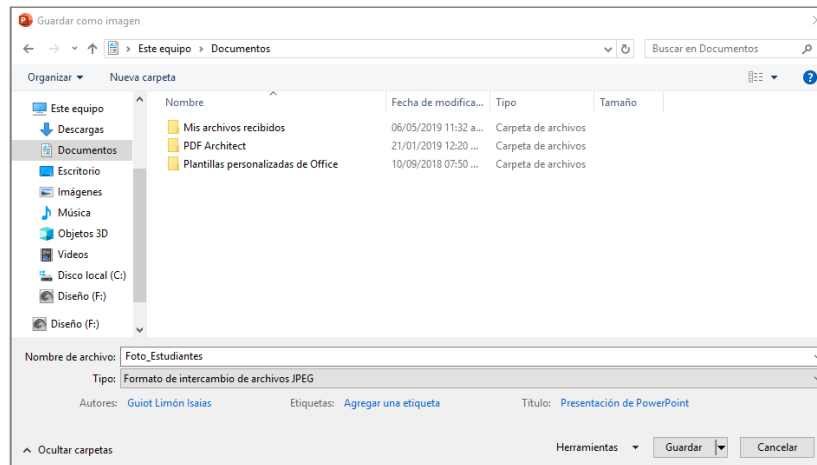 Guardar como imagen
Este equipo > Documentos
Buscar en Documentos
Organizar
Nueva carpeta
Nombre
Fecha de modifica...
Tipo
Tamaño
Este equipo
Descargas
Documentos
Escritorio
Imágenes
Música
Objetos 3D
Videos
Disco local (C:)
Diseño (F:)
Diseño (F:)
Mis archivos recibidos 06/05/2019 11:32 a... Carpeta de archivos
PDF Architect 21/01/2019 12:20 ... Carpeta de archivos
Plantillas personalizadas de Office 10/09/2018 07:50 ... Carpeta de archivos
Nombre de archivo: Foto_Estudiantes
Tipo: Formato de intercambio de archivos JPEG
Autores: Guiot Limón Isaias Etiquetas: Agregar una etiqueta Título: Presentación de PowerPoint
Ocultar carpetas
Herramientas
Guardar
Cancelar